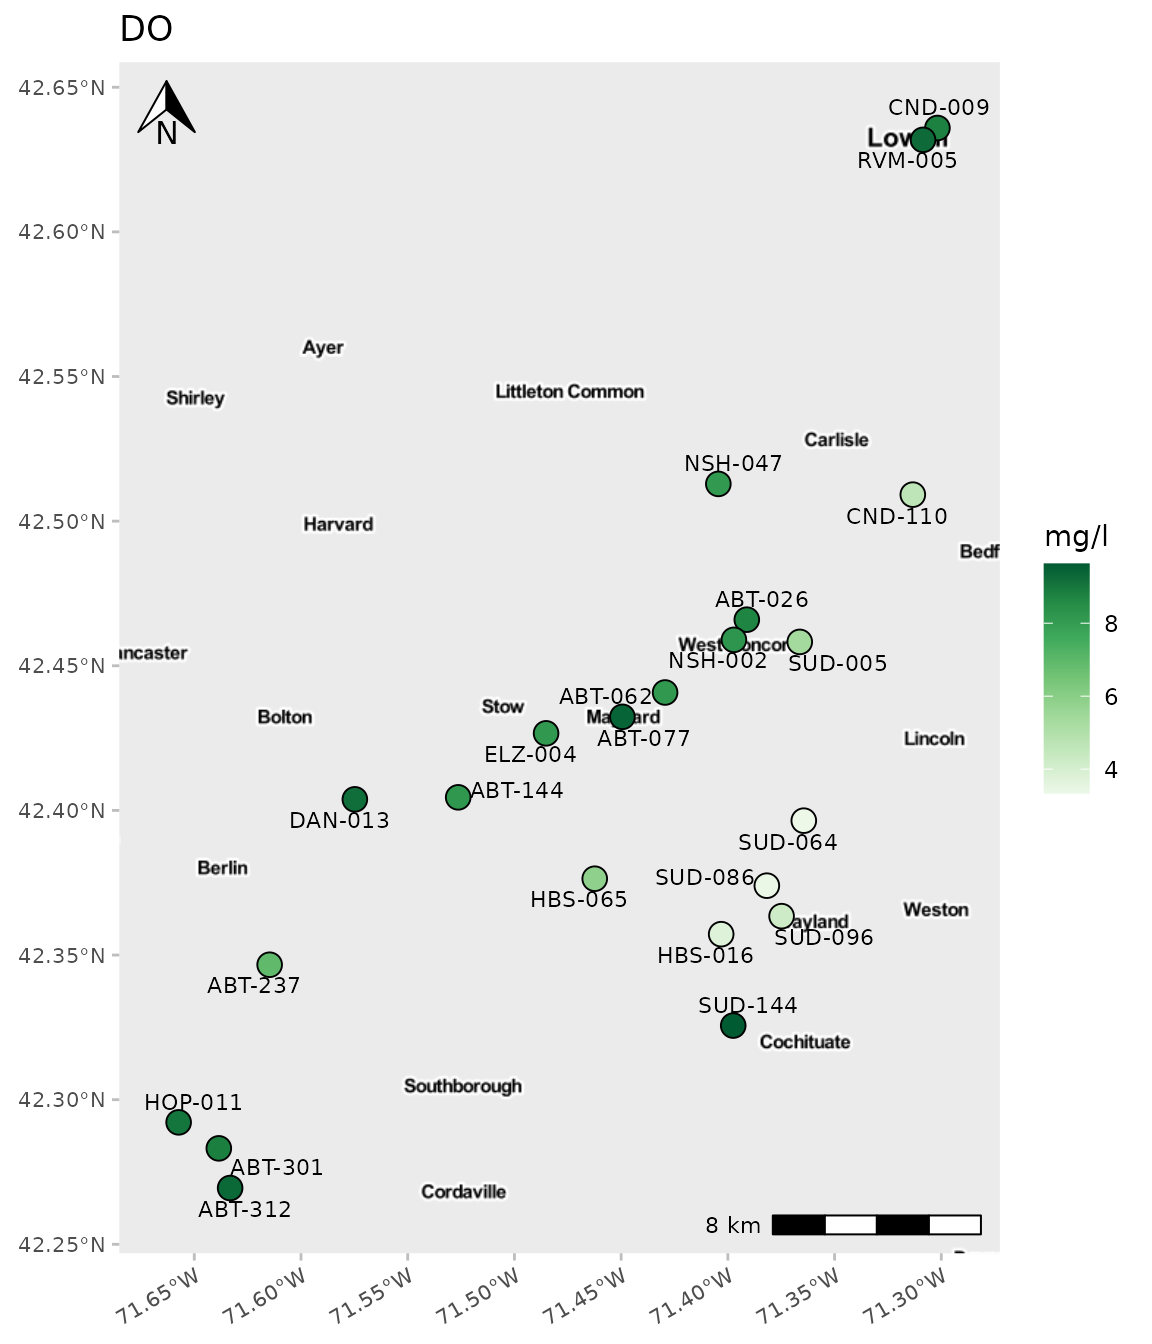 DO
42.65°N
N
CND-009
RVM-005
42.60°N
Ayer
42.55°N
Shirley
Littleton Common
Carlisle
NSH-047
CND-110
42.50°N
Harvard
Bedf
mg/l
8
6
4
ABT-026
NSH-002
SUD-005
ancaster
42.45°N
ABT-062
Stow
Bolton
ABT-077
Lincoln
ELZ-004
ABT-144
42.40°N
DAN-013
SUD-064
Berlin
SUD-086
HBS-065
Weston
ayland
SUD-096
HBS-016
42.35°N
ABT-237
SUD-144
Cochituate
Southborough
42.30°N
HOP-011
ABT-301
Cordaville
ABT-312
8 km
42.25°N
71.65°W
71.60°W
71.55°W
71.50°W
71.45°W
71.40°W
71.35°W
71.30°W